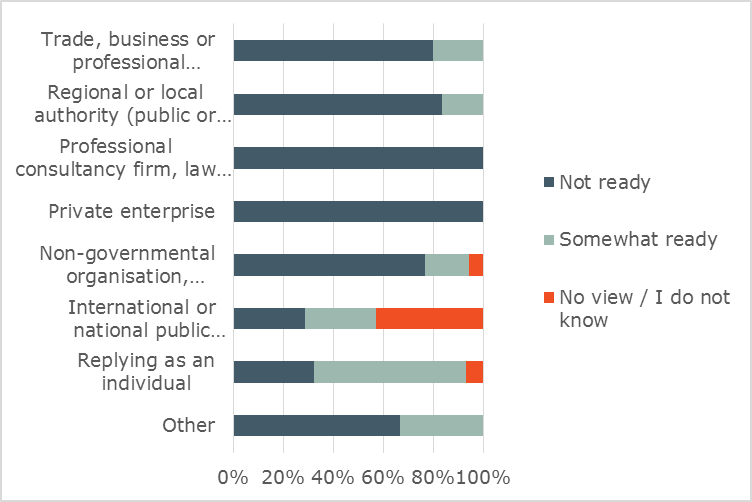 Trade, business or
professional…
Regional or local
authority (public or…
Professional
consultancy firm, law…
Private enterprise
Non-governmental
organisation,…
International or
national public…
Replying as an
individual
Other
0% 20% 40% 60% 80% 100%
Not ready
Somewhat ready
No view / I do not
know